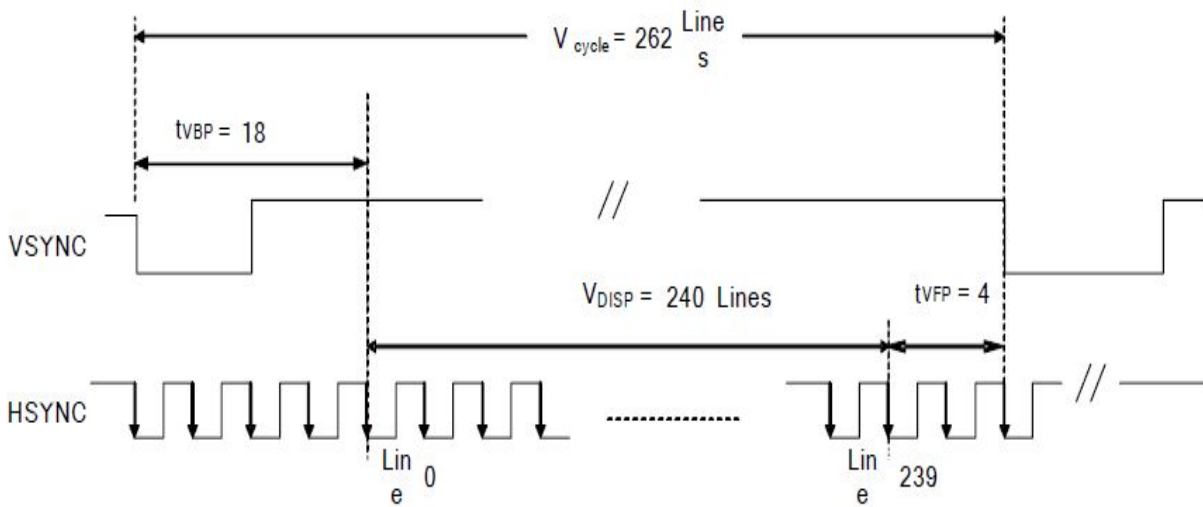 V cycle = 262 Line
s
tVBP = 18
VSYNC
VDISP = 240 Lines
tVFP = 4
HSYNC
Lin
e 0
Lin
e 239